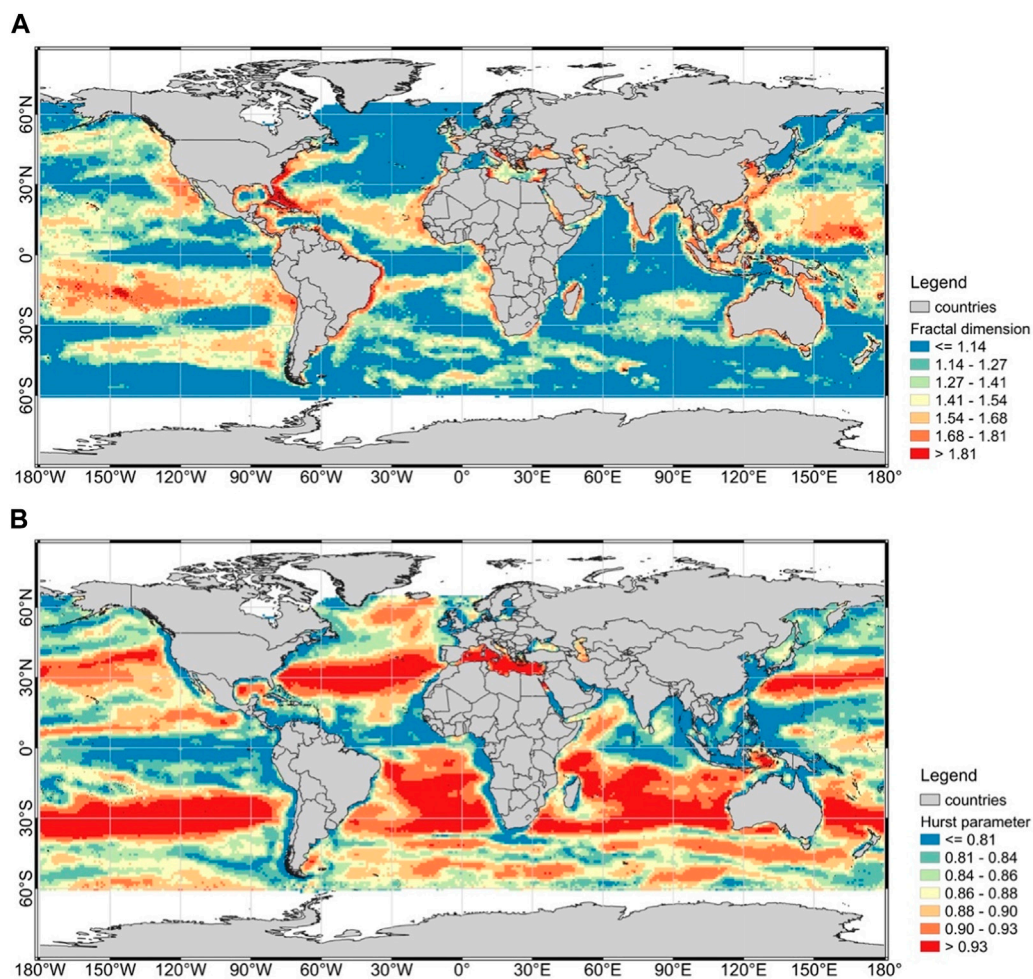 A
60°N
30°N
0°
30°S
60°S
180°W 150°W 120°W 90°W 60°W 30°W 0° 30°E 60°E 90°E 120°E 150°E 180°
Legend
countries
Fractal dimension
<= 1.14
1.14 - 1.27
1.27 - 1.41
1.41 - 1.54
1.54 - 1.68
1.68 - 1.81
> 1.81
B
60°N
30°N
0°
30°S
60°S
180°W 150°W 120°W 90°W 60°W 30°W 0° 30°E 60°E 90°E 120°E 150°E 180°
Legend
countries
Hurst parameter
<= 0.81
0.81 - 0.84
0.84 - 0.86
0.86 - 0.88
0.88 - 0.90
0.90 - 0.93
> 0.93